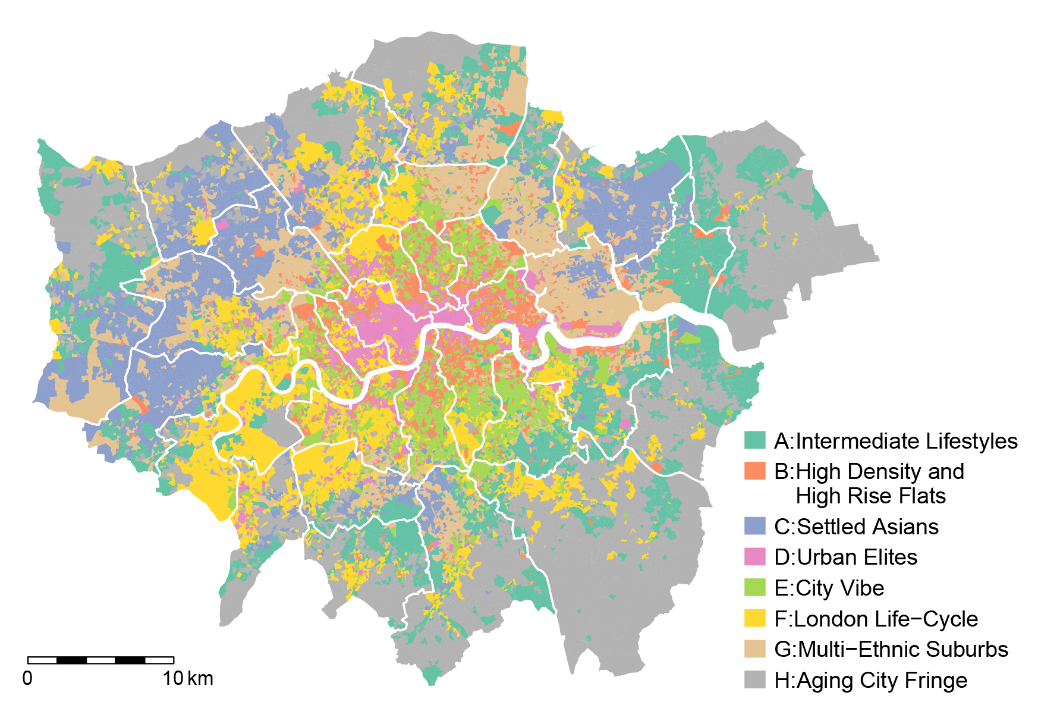 A:Intermediate Lifestyles
B:High Density and
High Rise Flats
C:Settled Asians
D:Urban Elites
E:City Vibe
F:London Life−Cycle
G:Multi−Ethnic Suburbs
H:Aging City Fringe
0 10 km